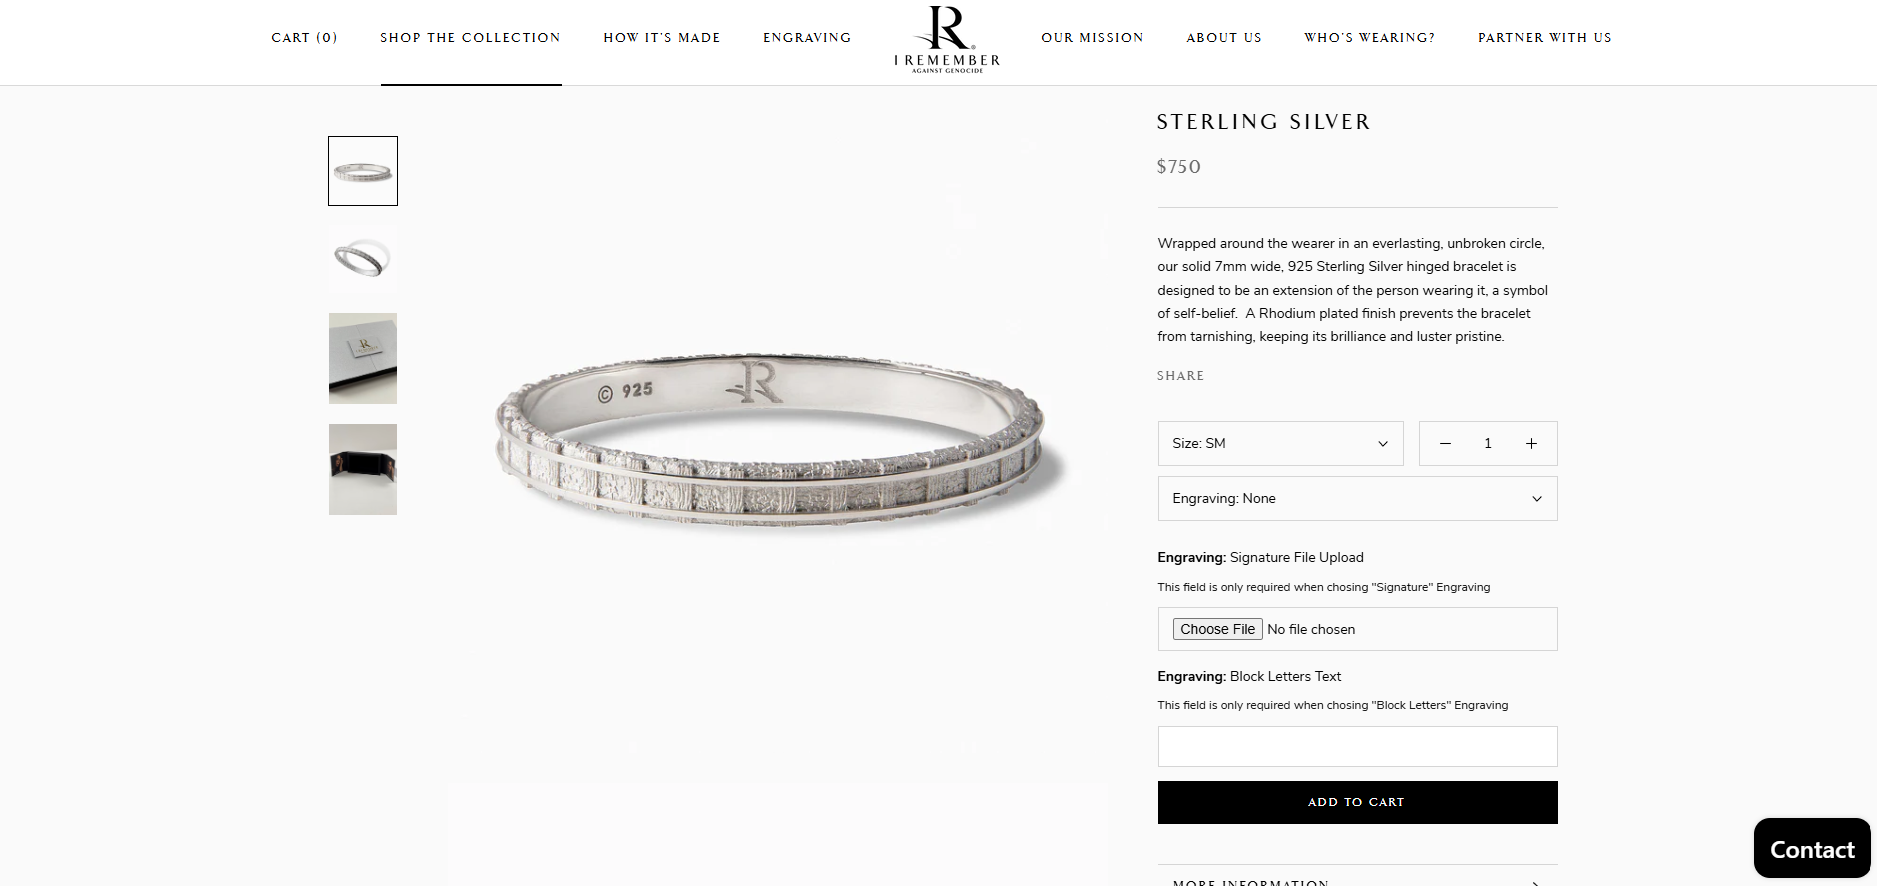 CART (0)
SHOP THE COLLECTION
HOW IT'S MADE
ENGRAVING
R
I REMEMBER
AGAINST GENOCIDE
OUR MISSION
ABOUT US
WHO'S WEARING?
PARTNER WITH US
© 925 R
STERLING SILVER
$750
Wrapped around the wearer in an everlasting, unbroken circle,
our solid 7mm wide, 925 Sterling Silver hinged bracelet is
designed to be an extension of the person wearing it, a symbol
of self-belief.  A Rhodium plated finish prevents the bracelet
from tarnishing, keeping its brilliance and luster pristine.
SHARE
Size: SM
1
Engraving: None
Engraving: Signature File Upload
This field is only required when chosing "Signature" Engraving
Choose File No file chosen
Engraving: Block Letters Text
This field is only required when chosing "Block Letters" Engraving
ADD TO CART
Contact
MORE INFORMATION